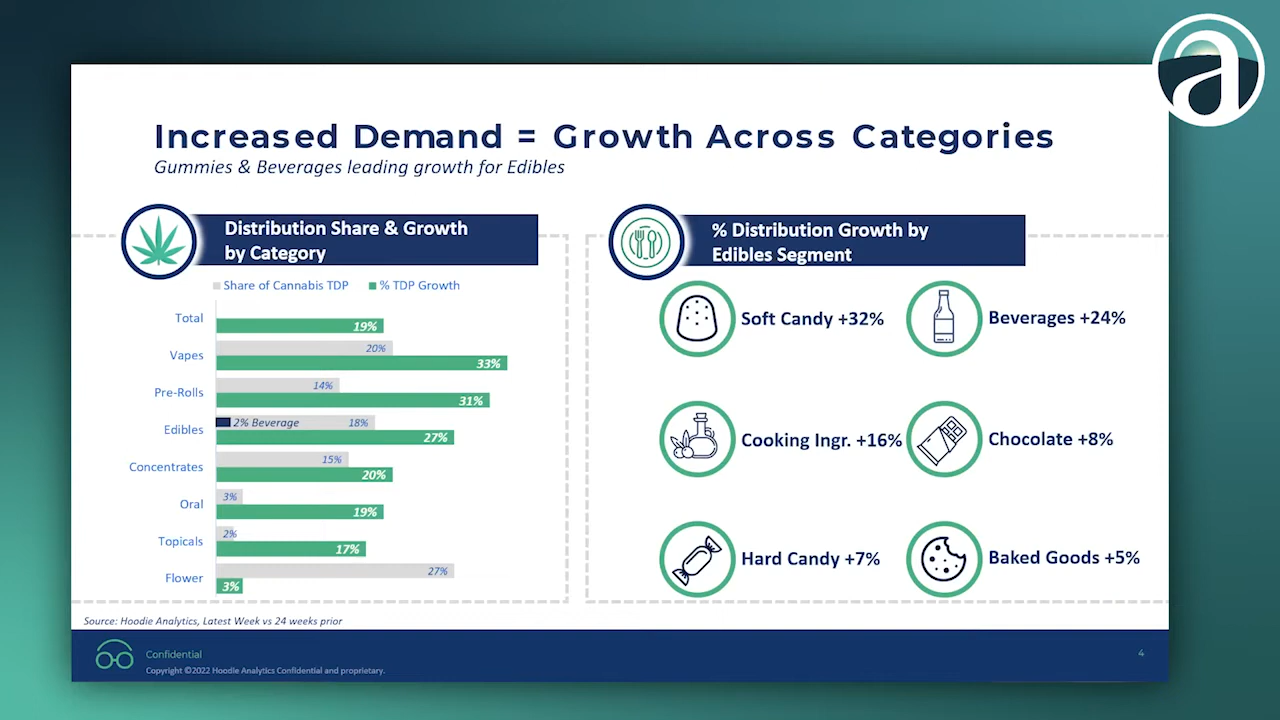 a
Increased Demand = Growth Across Categories
Gummies & Beverages leading growth for Edibles
Distribution Share & Growth
by Category
Share of Cannabis TDP % TDP Growth
Total
19%
Vapes
20%
33%
Pre-Rolls
14%
31%
Edibles
2% Beverage 18%
27%
Concentrates
15%
20%
Oral
3%
19%
Topicals
2%
17%
Flower
27%
3%
% Distribution Growth by
Edibles Segment
Soft Candy +32%
Beverages +24%
Cooking Ingr. +16%
Chocolate +8%
Hard Candy +7%
Baked Goods +5%
Source: Hoodie Analytics, Latest Week vs 24 weeks prior
Confidential
Copyright ©2022 Hoodie Analytics Confidential and proprietary.
4